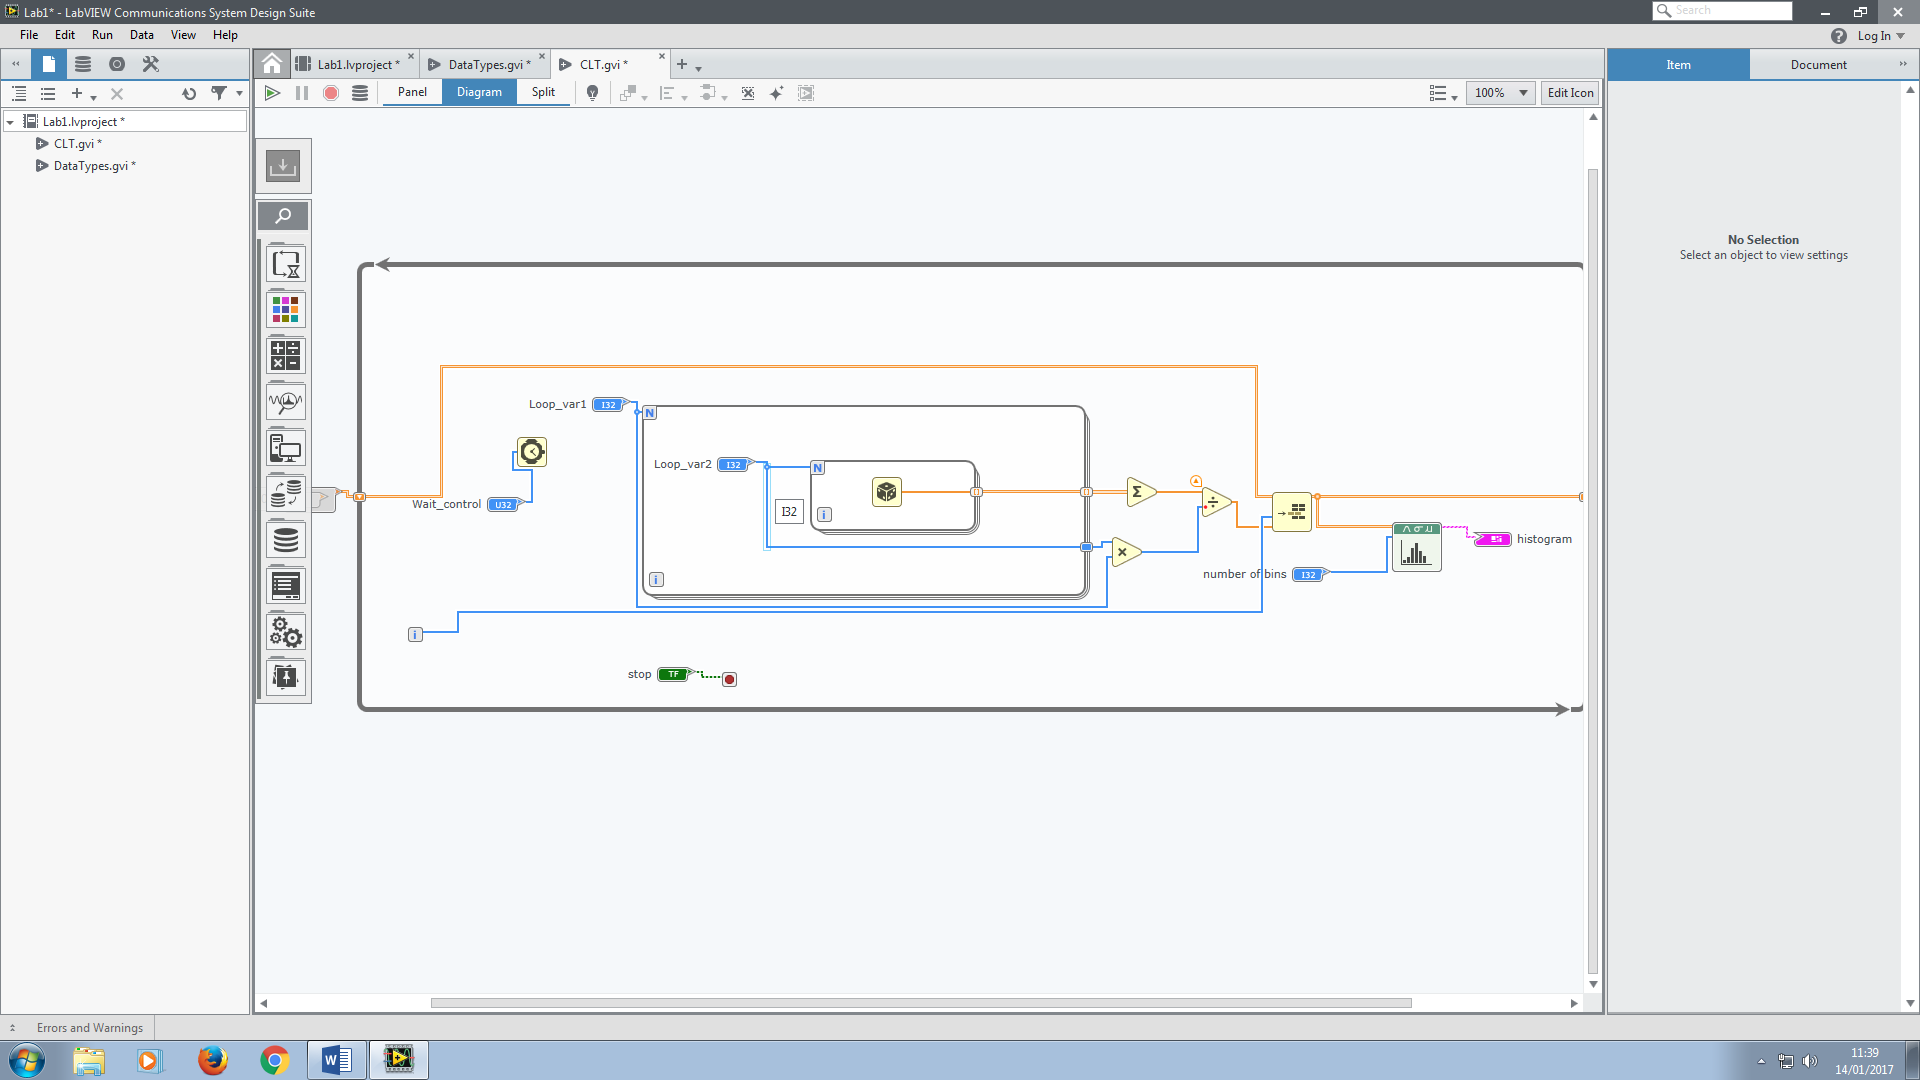 Lab1* - LabVIEW Communications System Design Suite
Search
File Edit Run Data View Help
Log In
Lab1.lvproject *
DataTypes.gvi *
CLT.gvi *
Item
Document
Panel
Diagram
Split
100%
Edit Icon
Lab1.lvproject *
CLT.gvi *
DataTypes.gvi *
No Selection
Select an object to view settings
Loop_var1
I32
N
Loop_var2
I32
N
Wait_control
U32
I32
i
Σ
÷
×
histogram
number of bins
I32
i
i
stop
TF
Errors and Warnings
11:39
14/01/2017